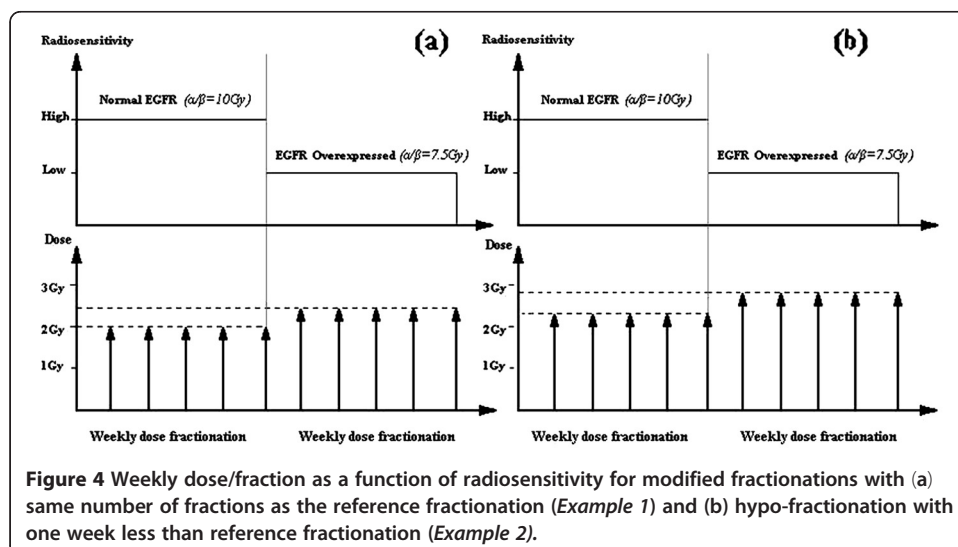 (a)
Radiosensitivity
Normal EGFR (α/β=10Gy)
High
EGFR Overexpressed (α/β=7.5Gy)
Low
Dose
3Gy
2Gy
1Gy
Weekly dose fractionation
Weekly dose fractionation
(b)
Radiosensitivity
Normal EGFR (α/β=10Gy)
High
EGFR Overexpressed (α/β=7.5Gy)
Low
Dose
3Gy
2Gy
1Gy
Weekly dose fractionation
Weekly dose fractionation
Figure 4 Weekly dose/fraction as a function of radiosensitivity for modified fractionations with (a)
same number of fractions as the reference fractionation (Example 1) and (b) hypo-fractionation with
one week less than reference fractionation (Example 2).